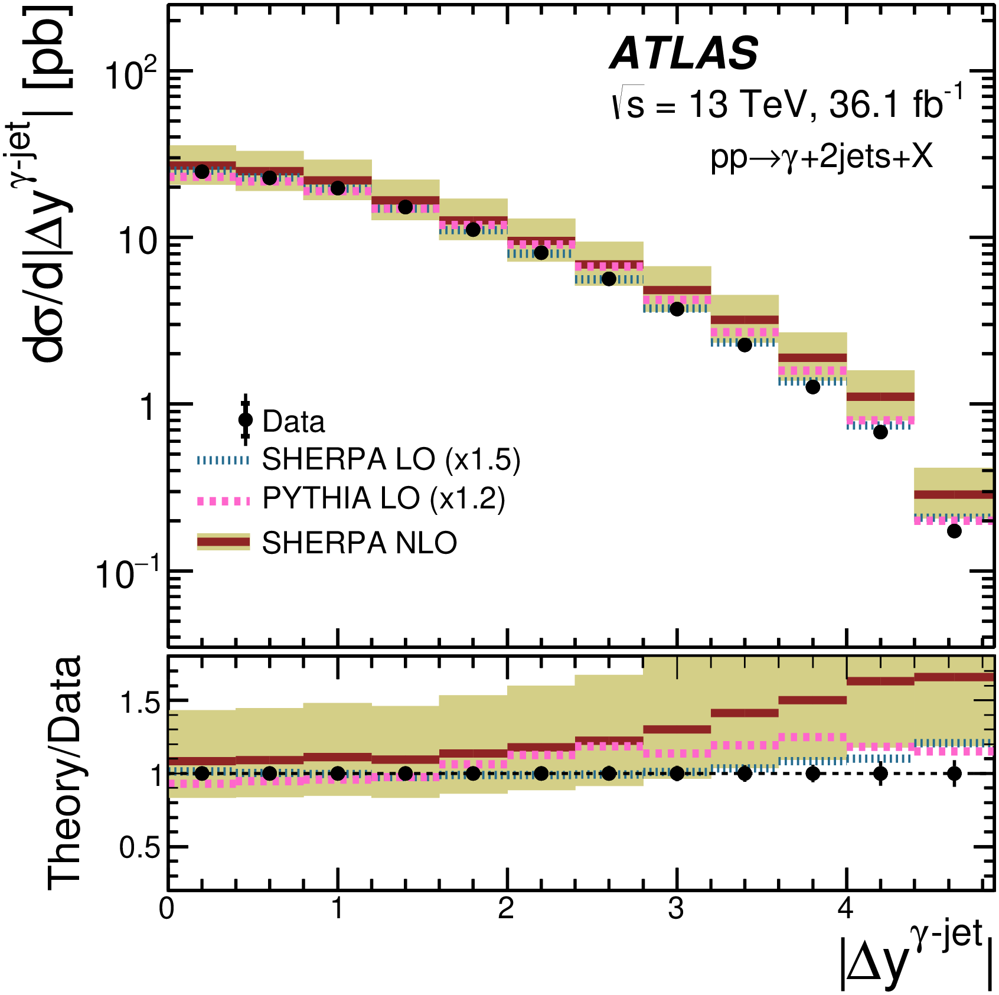 dσ/d|Δy^γ-jet| [pb]
10²
10
1
10⁻¹
ATLAS
√s = 13 TeV, 36.1 fb⁻¹
pp→γ+2jets+X
Data
SHERPA LO (x1.5)
PYTHIA LO (x1.2)
SHERPA NLO
Theory/Data
1.5
1
0.5
0 1 2 3 4
|Δy^γ-jet|